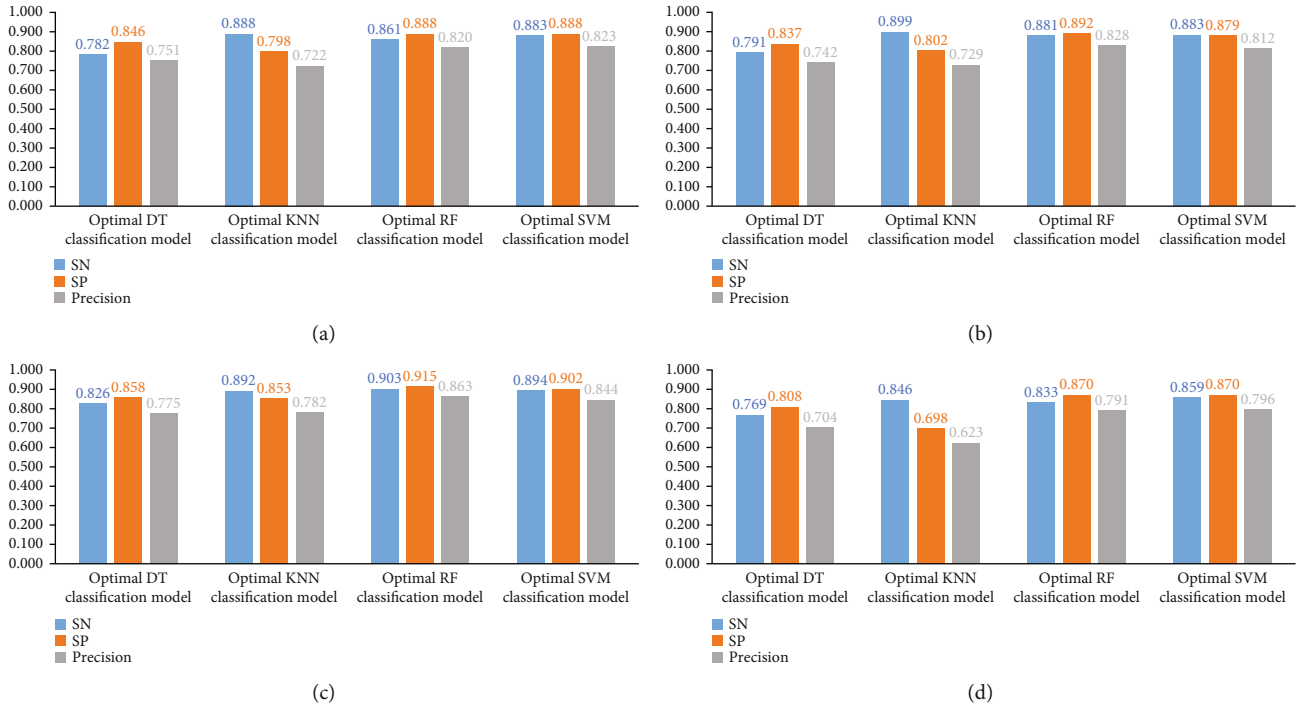 1.000
0.900
0.800
0.700
0.600
0.500
0.400
0.300
0.200
0.100
0.000
0.782
0.846
0.751
0.888
0.798
0.722
0.861
0.888
0.820
0.883
0.888
0.823
Optimal DT
classification model
Optimal KNN
classification model
Optimal RF
classification model
Optimal SVM
classification model
SN
SP
Precision
(a)
1.000
0.900
0.800
0.700
0.600
0.500
0.400
0.300
0.200
0.100
0.000
0.791
0.837
0.742
0.899
0.802
0.729
0.881
0.892
0.828
0.883
0.879
0.812
Optimal DT
classification model
Optimal KNN
classification model
Optimal RF
classification model
Optimal SVM
classification model
SN
SP
Precision
(b)
1.000
0.900
0.800
0.700
0.600
0.500
0.400
0.300
0.200
0.100
0.000
0.826
0.858
0.775
0.892
0.853
0.782
0.903
0.915
0.863
0.894
0.902
0.844
Optimal DT
classification model
Optimal KNN
classification model
Optimal RF
classification model
Optimal SVM
classification model
SN
SP
Precision
(c)
1.000
0.900
0.800
0.700
0.600
0.500
0.400
0.300
0.200
0.100
0.000
0.769
0.808
0.704
0.846
0.698
0.623
0.833
0.870
0.791
0.859
0.870
0.796
Optimal DT
classification model
Optimal KNN
classification model
Optimal RF
classification model
Optimal SVM
classification model
SN
SP
Precision
(d)